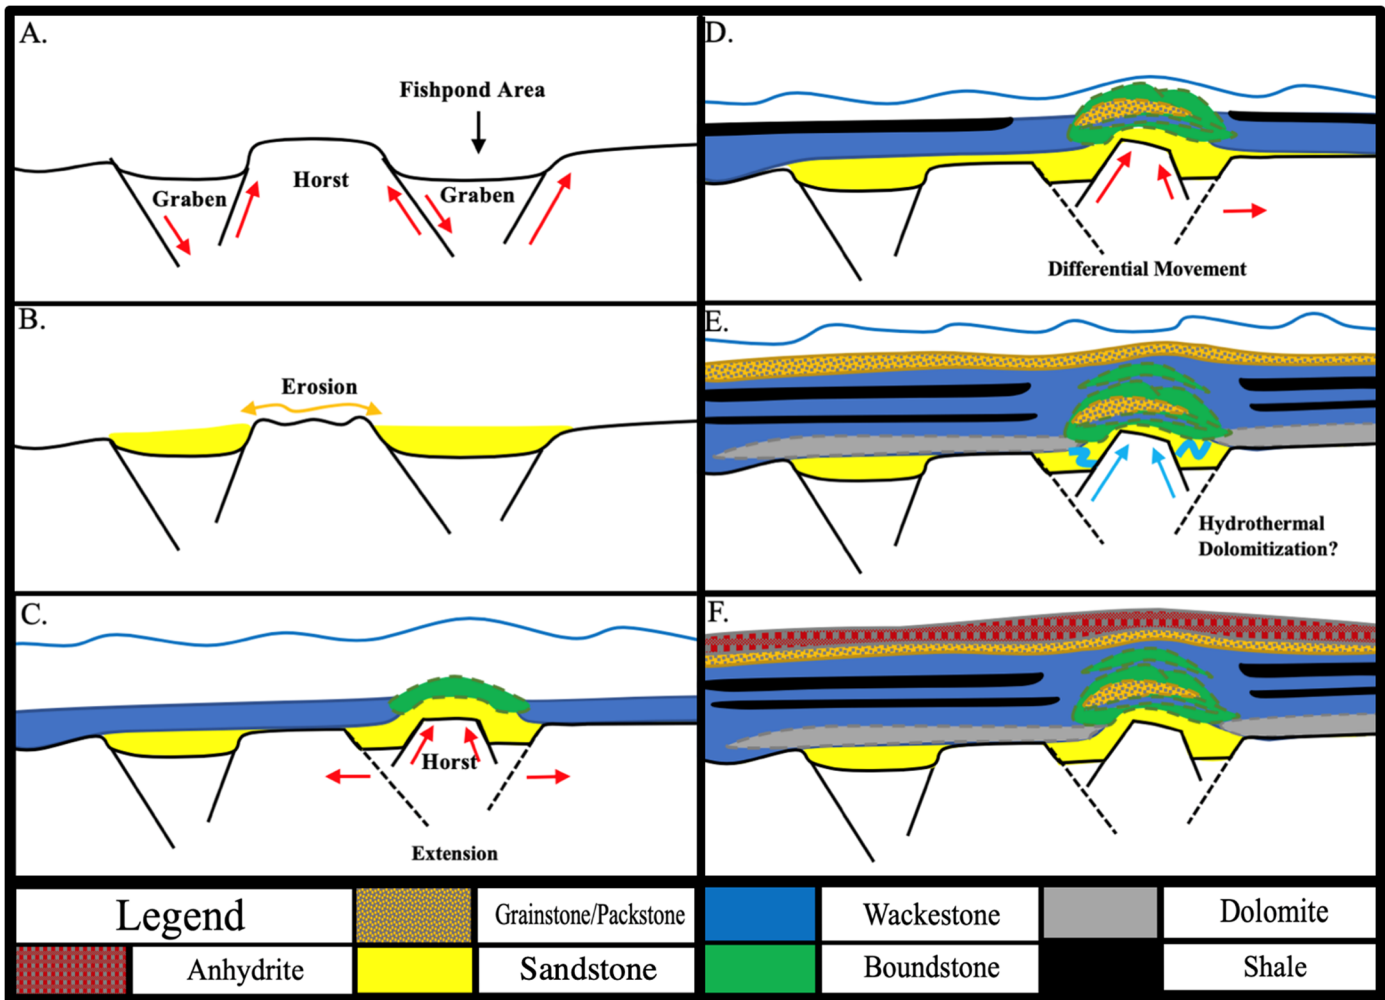 A.
Fishpond Area
Graben
Horst
Graben
B.
Erosion
C.
Horst
Extension
D.
Differential Movement
E.
Hydrothermal
Dolomitization?
F.
Legend
Grainstone/Packstone
Wackestone
Dolomite
Anhydrite
Sandstone
Boundstone
Shale